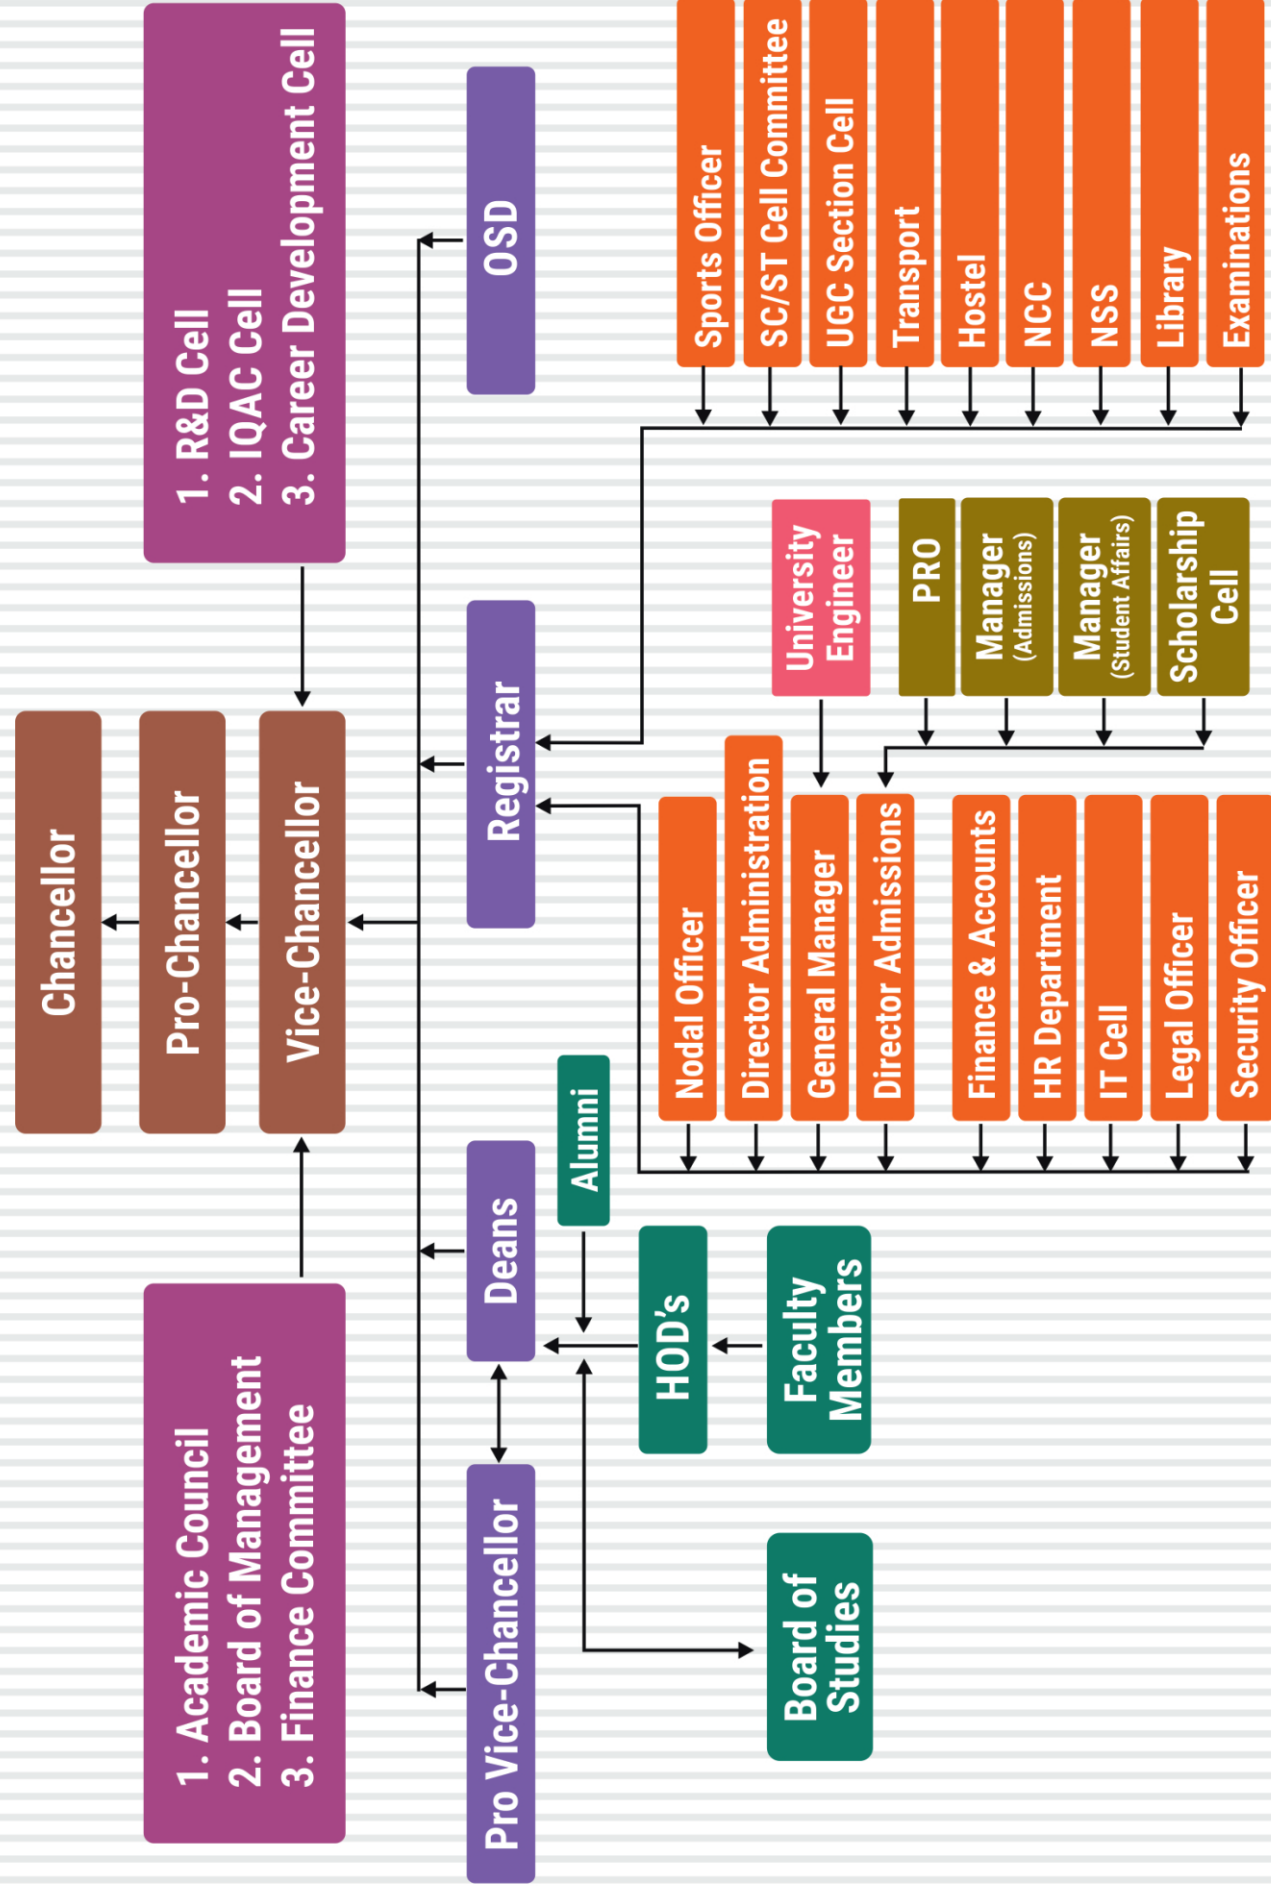 Chancellor
Pro-Chancellor
Vice-Chancellor
1. Academic Council
2. Board of Management
3. Finance Committee
1. R&D Cell
2. IQAC Cell
3. Career Development Cell
Pro Vice-Chancellor
Deans
Registrar
OSD
Alumni
HOD's
Faculty
Members
Board of
Studies
Nodal Officer
Director Administration
General Manager
Director Admissions
Finance & Accounts
HR Department
IT Cell
Legal Officer
Security Officer
University
Engineer
PRO
Manager
(Admissions)
Manager
(Student Affairs)
Scholarship
Cell
Sports Officer
SC/ST Cell Committee
UGC Section Cell
Transport
Hostel
NCC
NSS
Library
Examinations